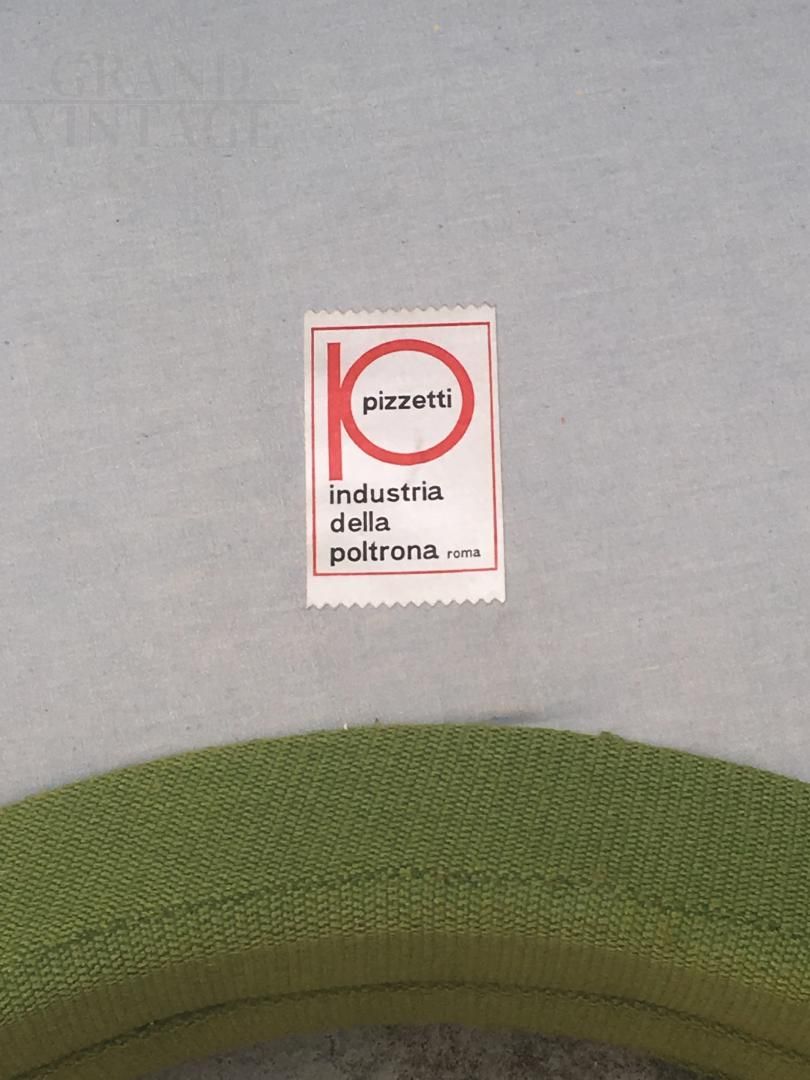 GRAND
VINTAGE
pizzetti
industria
della
poltrona roma